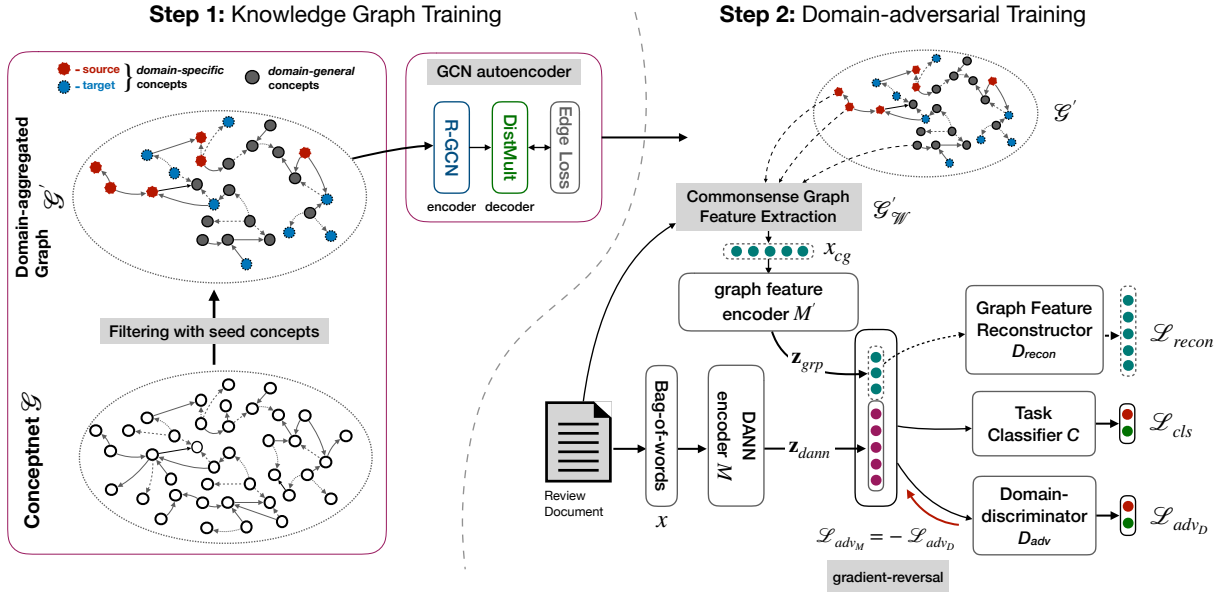 Step 1: Knowledge Graph Training
- source
- target
domain-specific
concepts
domain-general
concepts
Domain-aggregated
Graph
𝒢′
GCN autoencoder
R-GCN
DistMult
Edge Loss
encoder
decoder
Filtering with seed concepts
Conceptnet 𝒢
Step 2: Domain-adversarial Training
𝒢′
Commonsense Graph
Feature Extraction
𝒢′_𝒲
x_cg
graph feature
encoder M′
z_grp
Review
Document
Bag-of-words
x
DANN
encoder M
z_dann
Graph Feature
Reconstructor
D_recon
ℒ_recon
Task
Classifier C
ℒ_cls
Domain-
discriminator
D_adv
ℒ_adv_D
ℒ_adv_M = − ℒ_adv_D
gradient-reversal